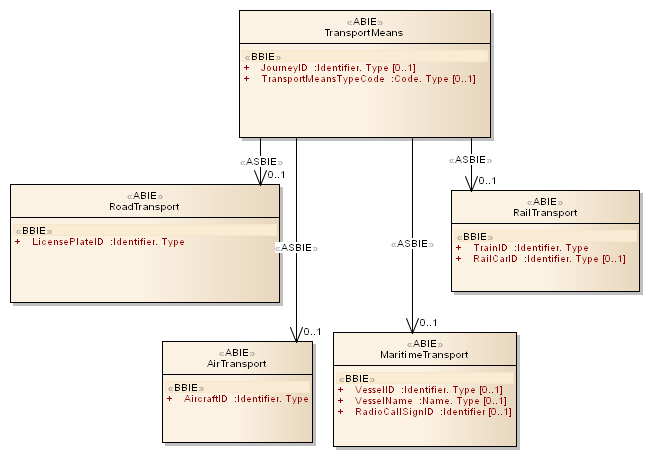 «ABIE»
TransportMeans
«BBIE»
+ JourneyID :Identifier. Type [0..1]
+ TransportMeansTypeCode :Code. Type [0..1]
«ASBIE»
0..1
«ASBIE»
0..1
«ABIE»
RoadTransport
«BBIE»
+ LicensePlateID :Identifier. Type
«ABIE»
RailTransport
«BBIE»
+ TrainID :Identifier. Type
+ RailCarID :Identifier. Type [0..1]
«ASBIE»
0..1
«ASBIE»
0..1
«ABIE»
AirTransport
«BBIE»
+ AircraftID :Identifier. Type
«ABIE»
MaritimeTransport
«BBIE»
+ VesselID :Identifier. Type [0..1]
+ VesselName :Name. Type [0..1]
+ RadioCallSignID :Identifier [0..1]